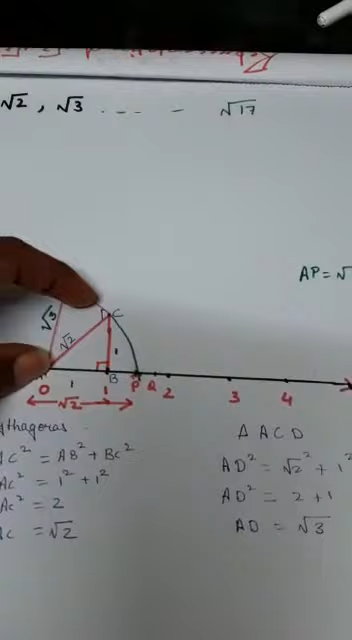 √2 , √3 .... - √17
AP = √
√3
√2
C
1
0 1 1 B P Q 2 3 4
√2
ythagoras
AC² = AB² + BC²
AC² = 1² + 1²
AC² = 2
AC = √2
Δ ACD
AD² = √2² + 1²
AD² = 2 + 1
AD = √3